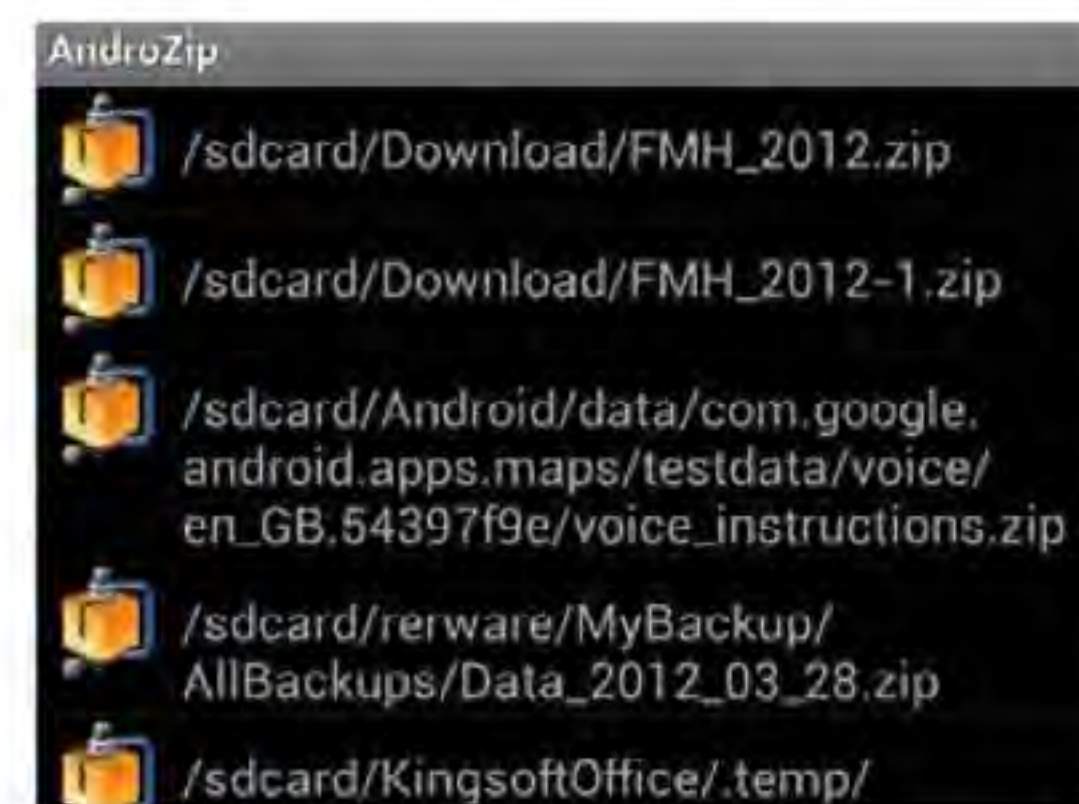 AndroZip
/sdcard/Download/FMH_2012.zip
/sdcard/Download/FMH_2012-1.zip
/sdcard/Android/data/com.google.
android.apps.maps/testdata/voice/
en_GB.54397f9e/voice_instructions.zip
/sdcard/rerware/MyBackup/
AllBackups/Data_2012_03_28.zip
/sdcard/KingsoftOffice/.temp/